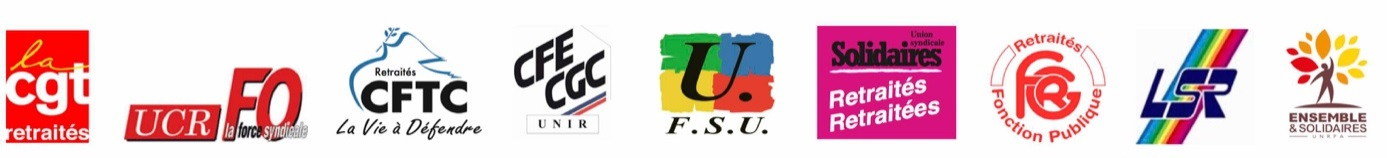 la
cgt
retraités
UCR FO
la force syndicale
Retraités
CFTC
La Vie à Défendre
CFE
CGC
UNIR
U.
F.S.U.
Union
syndicale
Solidaires
Retraités
Retraitées
Retraités
FGR
Fonction Publique
LSR
ENSEMBLE
& SOLIDAIRES
UNRPA